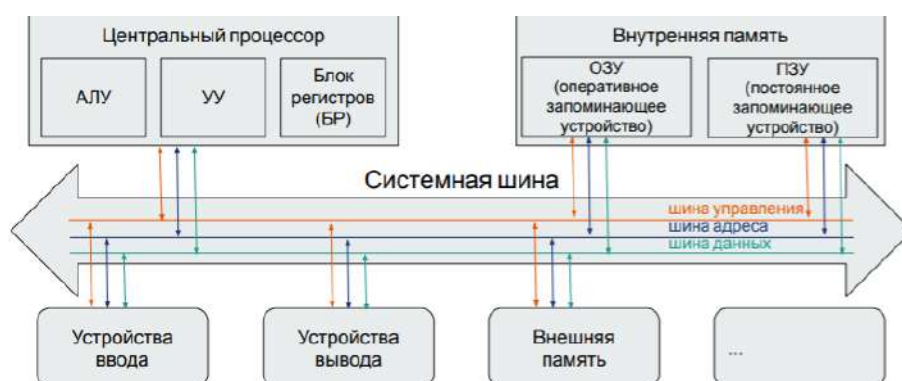 Центральный процессор
АЛУ
УУ
Блок
регистров
(БР)
Внутренняя память
ОЗУ
(оперативное
запоминающее
устройство)
ПЗУ
(постоянное
запоминающее
устройство)
Системная шина
шина управления
шина адреса
шина данных
Устройства
ввода
Устройства
вывода
Внешняя
память
...